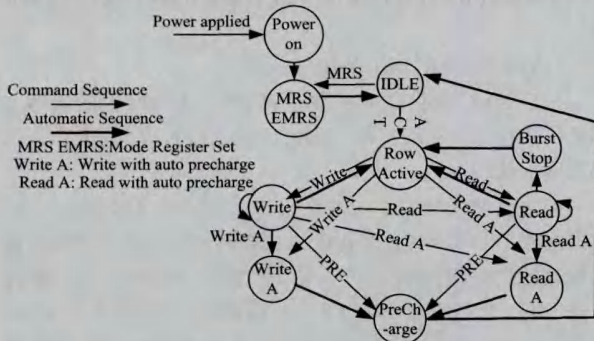 Power applied
Power
on
MRS
EMRS
MRS
IDLE
Command Sequence
Automatic Sequence
MRS EMRS:Mode Register Set
Write A: Write with auto precharge
Read A: Read with auto precharge
A
C
T
Row
Active
Burst
Stop
Write
Read
Write
Write A
Read
Read A
Read
Write A
Read A
Read A
PRE
PRE
Write
A
Read
A
PreCh
-arge